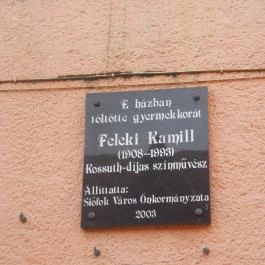 E házban
töltötte gyermekkorát
Feleki Kamill
(1908–1993)
Kossuth-díjas színművész
Állíttatta:
Siófok Város Önkormányzata
2003